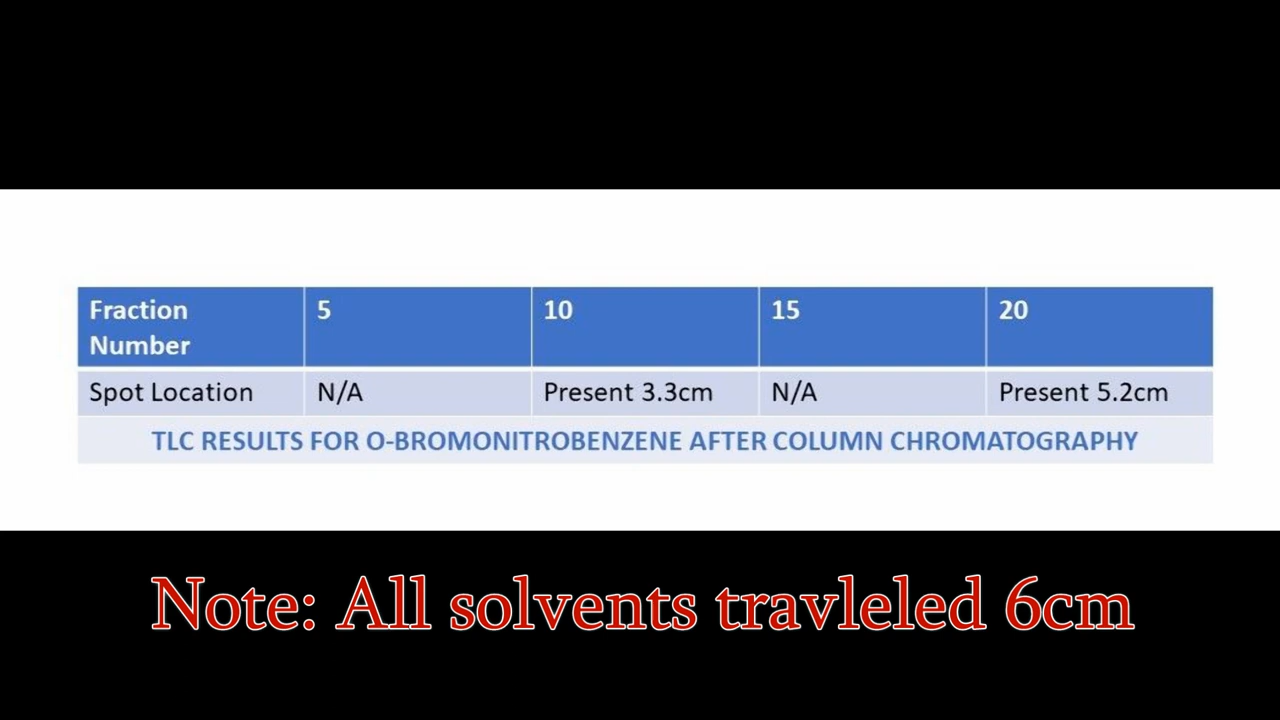 Fraction Number 5 10 15 20
Spot Location N/A Present 3.3cm N/A Present 5.2cm
TLC RESULTS FOR O-BROMONITROBENZENE AFTER COLUMN CHROMATOGRAPHY
Note: All solvents travleled 6cm